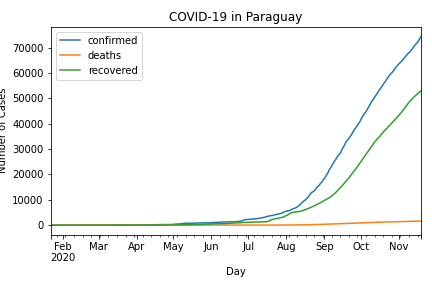 COVID-19 in Paraguay
confirmed
deaths
recovered
Number of Cases
70000
60000
50000
40000
30000
20000
10000
0
Feb Mar Apr May Jun Jul Aug Sep Oct Nov
2020
Day